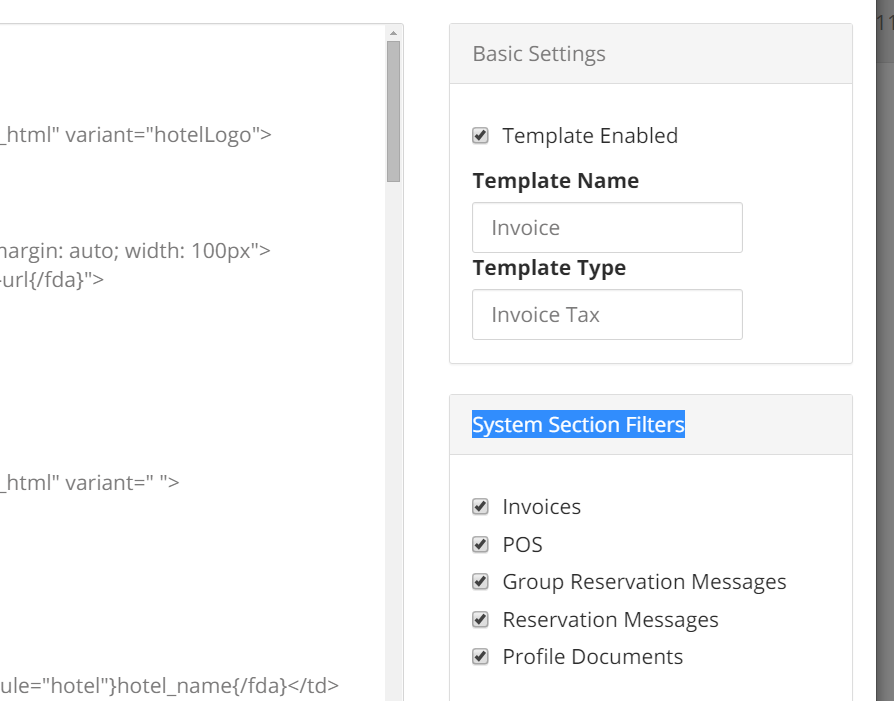 _html" variant="hotelLogo">
margin: auto; width: 100px">
url{/fda}">
_html" variant=" ">
ule="hotel"}hotel_name{/fda}</td>
Basic Settings
Template Enabled
Template Name
Invoice
Template Type
Invoice Tax
System Section Filters
Invoices
POS
Group Reservation Messages
Reservation Messages
Profile Documents
11